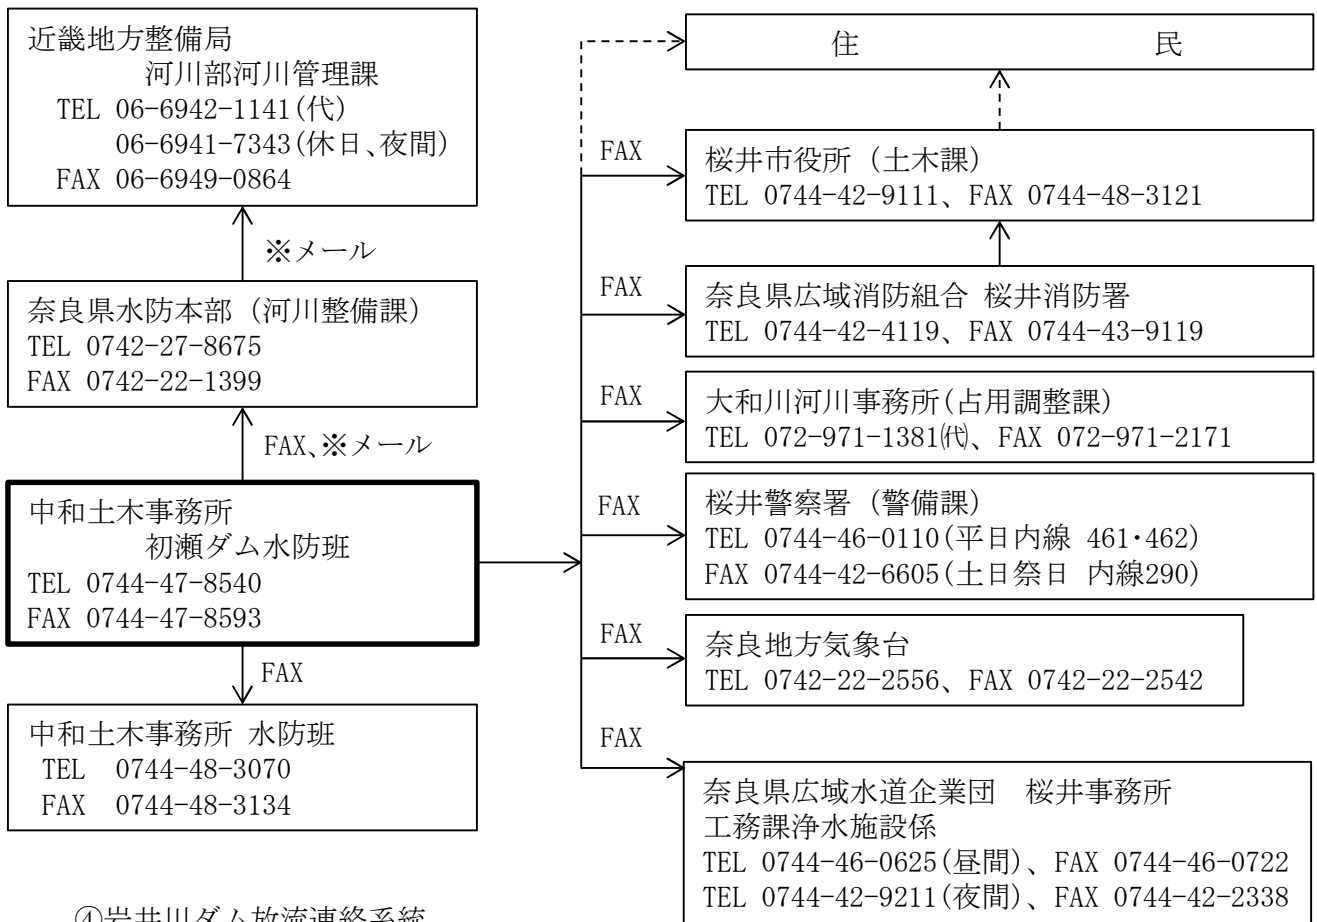 近畿地方整備局
河川部河川管理課
TEL 06-6942-1141(代)
06-6941-7343(休日、夜間)
FAX 06-6949-0864
※メール
奈良県水防本部（河川整備課）
TEL 0742-27-8675
FAX 0742-22-1399
FAX、※メール
中和土木事務所
初瀬ダム水防班
TEL 0744-47-8540
FAX 0744-47-8593
FAX
中和土木事務所 水防班
TEL 0744-48-3070
FAX 0744-48-3134
住 民
FAX
桜井市役所（土木課）
TEL 0744-42-9111、FAX 0744-48-3121
FAX
奈良県広域消防組合 桜井消防署
TEL 0744-42-4119、FAX 0744-43-9119
FAX
大和川河川事務所(占用調整課)
TEL 072-971-1381㈹、FAX 072-971-2171
FAX
桜井警察署（警備課）
TEL 0744-46-0110(平日内線 461･462)
FAX 0744-42-6605(土日祭日 内線290)
FAX
奈良地方気象台
TEL 0742-22-2556、FAX 0742-22-2542
FAX
奈良県広域水道企業団　桜井事務所
工務課浄水施設係
TEL 0744-46-0625(昼間)、FAX 0744-46-0722
TEL 0744-42-9211(夜間)、FAX 0744-42-2338
④岩井川ダム放流連絡系統